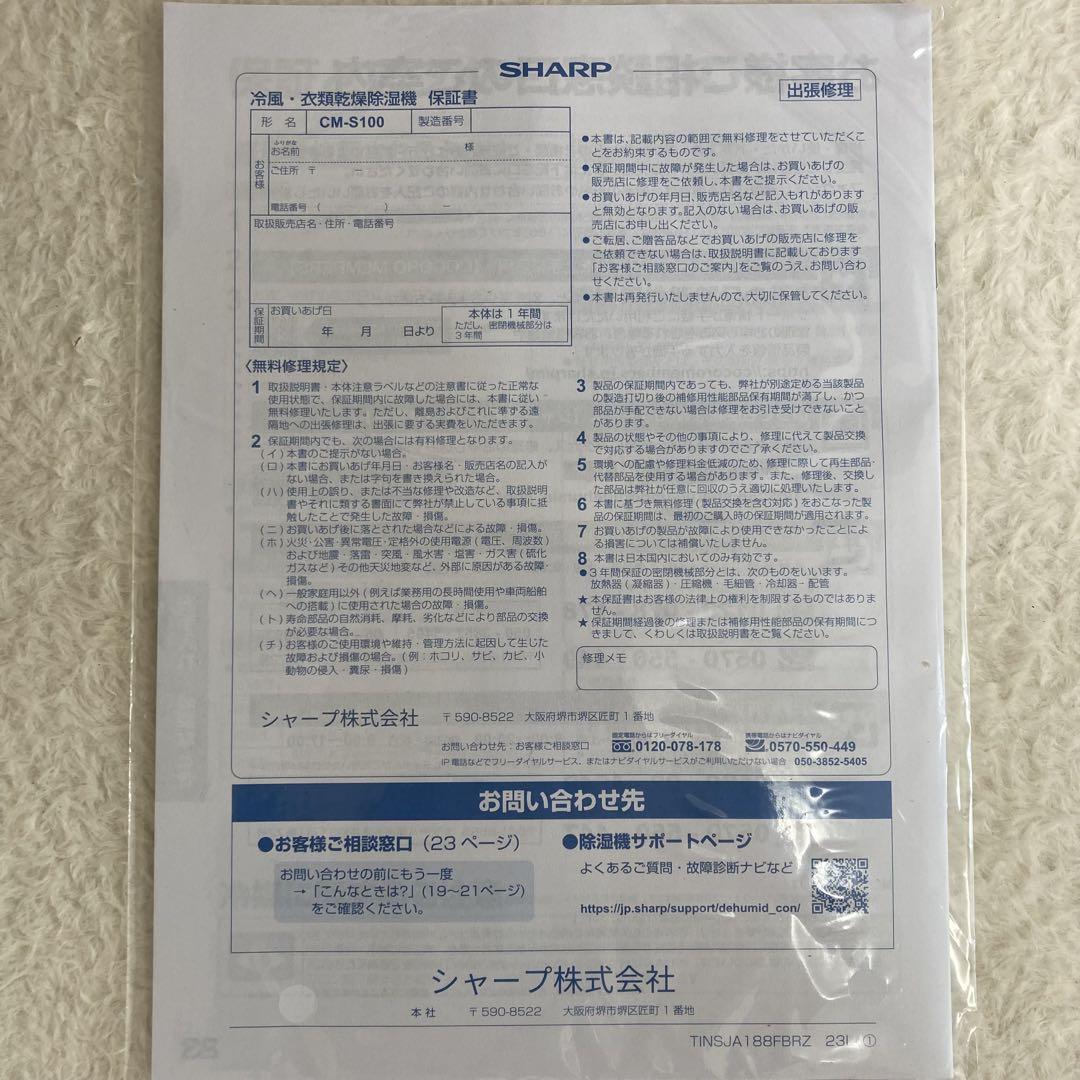 SHARP
冷風・衣類乾燥除湿機 保証書
出張修理
形 名 CM-S100 製造番号
お客様
ふりがな
お名前 様
ご住所 〒 －
電話番号 （ ） －
取扱販売店名・住所・電話番号
保証期間
お買いあげ日
年 月 日より
本体は1年間
ただし、密閉機械部分は
3年間
●本書は、記載内容の範囲で無料修理をさせていただくこ
とをお約束するものです。
●保証期間中に故障が発生した場合は、お買いあげの
販売店に修理をご依頼し、本書をご提示ください。
●お買いあげの年月日、販売店名など記入もれがあります
と無効となります。記入のない場合は、お買いあげの販
売店にお申し出ください。
●ご転居、ご贈答品などでお買いあげの販売店に修理を
ご依頼できない場合は、取扱説明書に記載しております
「お客様ご相談窓口のご案内」をご覧のうえ、お問い合わ
せください。
●本書は再発行いたしませんので、大切に保管してください。
〈無料修理規定〉
1 取扱説明書・本体注意ラベルなどの注意書に従った正常な
使用状態で、保証期間内に故障した場合には、本書に従い
無料修理いたします。ただし、離島およびこれに準ずる遠
隔地への出張修理は、出張に要する実費をいただきます。
2 保証期間内でも、次の場合には有料修理となります。
（イ）本書のご提示がない場合。
（ロ）本書にお買いあげ年月日・お客様名・販売店名の記入が
ない場合、または字句を書き換えられた場合。
（ハ）使用上の誤り、または不当な修理や改造など、取扱説明
書やそれに類する書面にて弊社が禁止している事項に抵
触したことで発生した故障・損傷。
（ニ）お買いあげ後に落とされた場合などによる故障・損傷。
（ホ）火災・公害・異常電圧・定格外の使用電源（電圧、周波数）
および地震・落雷・突風・風水害・塩害・ガス害（硫化
ガスなど）その他天災地変など、外部に原因がある故障・
損傷。
（ヘ）一般家庭用以外（例えば業務用の長時間使用や車両船舶
への搭載）に使用された場合の故障・損傷。
（ト）寿命部品の自然消耗、摩耗、劣化などにより部品の交換
が必要な場合。
（チ）お客様のご使用環境や維持・管理方法に起因して生じた
故障および損傷の場合。（例：ホコリ、サビ、カビ、小
動物の侵入・糞尿・損傷）
3 製品の保証期間内であっても、弊社が別途定める当該製品
の製造打切り後の補修用性能部品保有期間が満了し、かつ
部品が手配できない場合は修理をお引き受けできないこと
があります。
4 製品の状態やその他の事項により、修理に代えて製品交換
で対応する場合がありますのでご了承ください。
5 環境への配慮や修理料金低減のため、修理に際して再生部品・
代替部品を使用する場合があります。また、修理後、交換し
た部品は弊社が任意に回収のうえ適切に処理いたします。
6 本書に基づき無料修理（製品交換を含む対応）をおこなった製
品の保証期間は、最初のご購入時の保証期間が適用されます。
7 お買いあげの製品が故障により使用できなかったことによ
る損害については補償いたしません。
8 本書は日本国内においてのみ有効です。
●3年間保証の密閉機械部分とは、次のものをいいます。
放熱器（凝縮器）・圧縮機・毛細管・冷却器・配管
★本保証書はお客様の法律上の権利を制限するものではありま
せん。
★保証期間経過後の修理または補修用性能部品の保有期間につ
きまして、くわしくは取扱説明書をご覧ください。
修理メモ
シャープ株式会社 〒590-8522 大阪府堺市堺区匠町1番地
お問い合わせ先：お客様ご相談窓口
固定電話からはフリーダイヤル
0120-078-178
携帯電話からはナビダイヤル
0570-550-449
IP電話などでフリーダイヤルサービス、またはナビダイヤルサービスがご利用いただけない場合 050-3852-5405
お問い合わせ先
●お客様ご相談窓口（23ページ）
お問い合わせの前にもう一度
→「こんなときは？」（19～21ページ）
をご確認ください。
●除湿機サポートページ
よくあるご質問・故障診断ナビなど
https://jp.sharp/support/dehumid_con/
シャープ株式会社
本社 〒590-8522 大阪府堺市堺区匠町1番地
TINSJA188FBRZ 23L ①